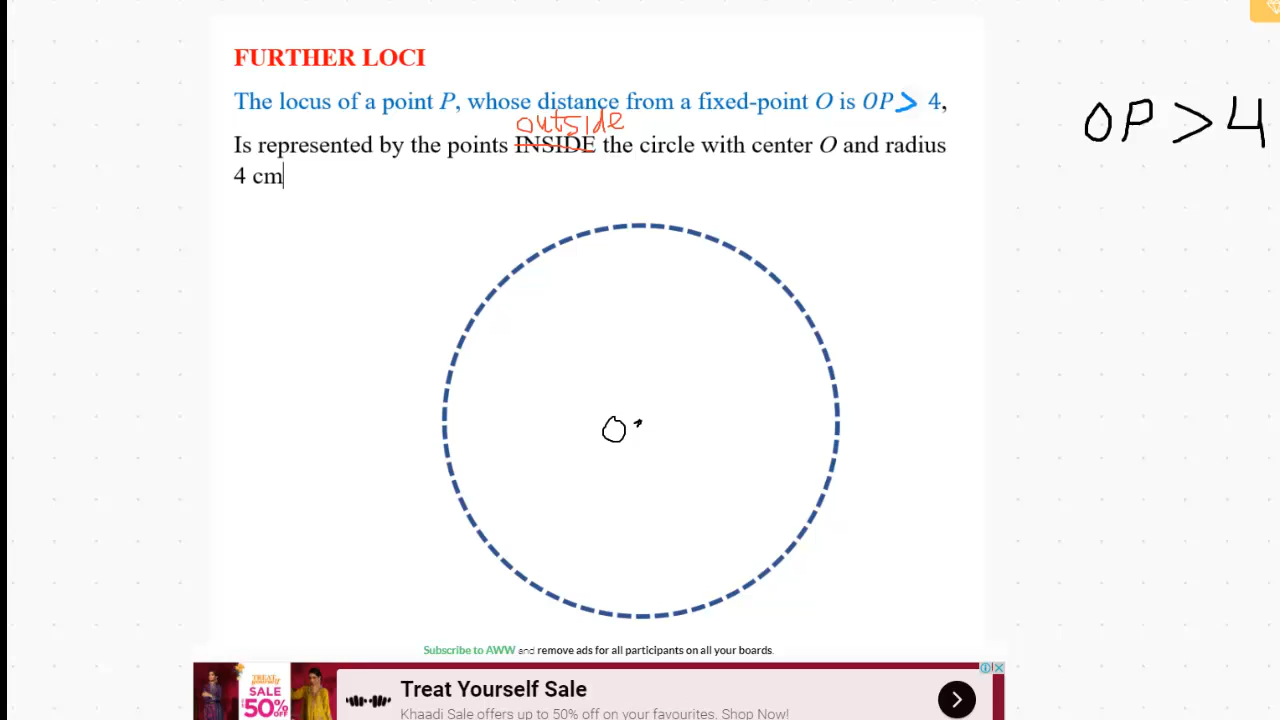 FURTHER LOCI
The locus of a point P, whose distance from a fixed-point O is OP > 4,
OP > 4
outside
Is represented by the points INSIDE the circle with center O and radius
4 cm
O
Subscribe to AWW and remove ads for all participants on all your boards.
TREAT YOURSELF
SALE
50%
OFF
Treat Yourself Sale
Khaadi Sale offers up to 50% off on your favourites. Shop Now!